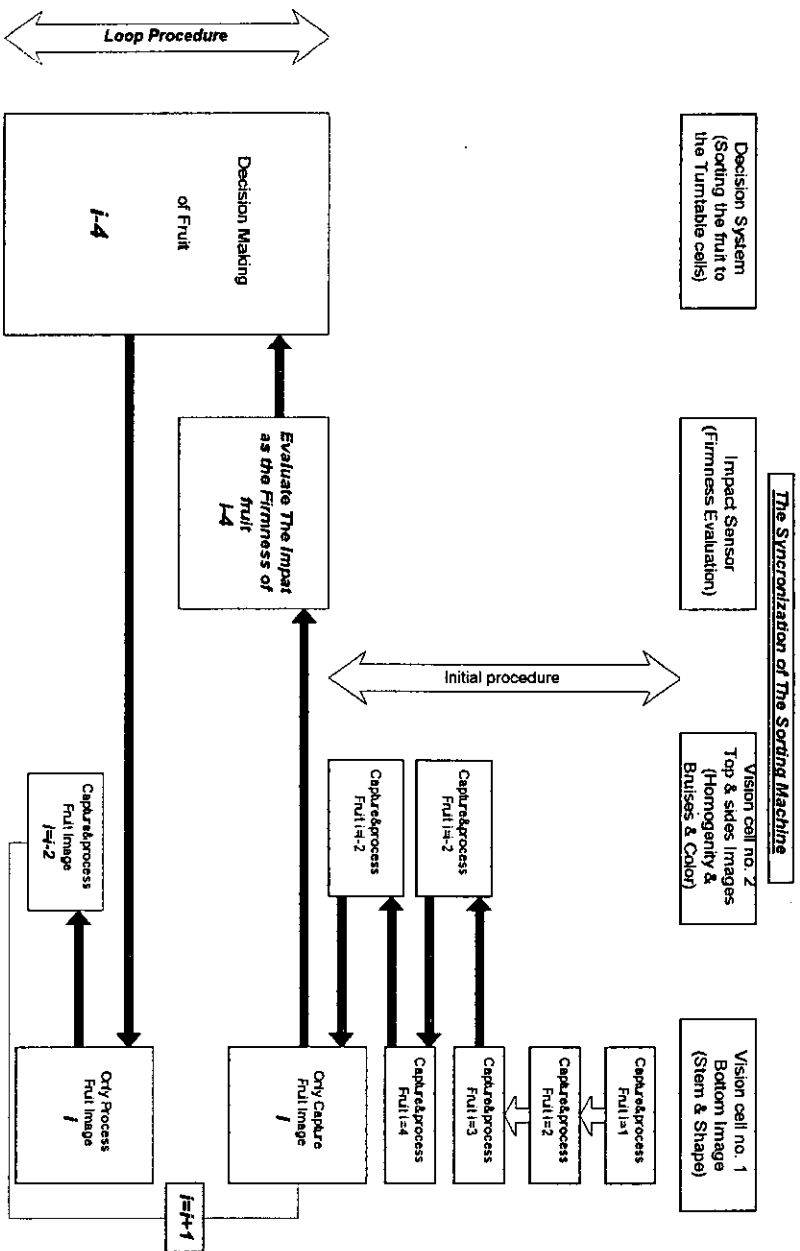 The Syncronization of The Sorting Machine
Decision System
(Sorting the fruit to
the Turntable cells)
Impact Sensor
(Firmness Evaluation)
Vision cell no. 2
Top & sides Images
(Homogenity &
Bruises & Color)
Vision cell no. 1
Bottom Image
(Stem & Shape)
Initial procedure
Capture&process
Fruit i=1
Capture&process
Fruit i=2
Capture&process
Fruit i=i-2
Capture&process
Fruit i=3
Capture&process
Fruit i=i-2
Capture&process
Fruit i=4
Loop Procedure
Decision Making
of Fruit
i-4
Evaluate The Impat
as the Firmness of
fruit
i-4
Only Capture
Fruit Image
i
Capture&process
Fruit Image
i=i-2
Only Process
Fruit Image
i
i=i+1